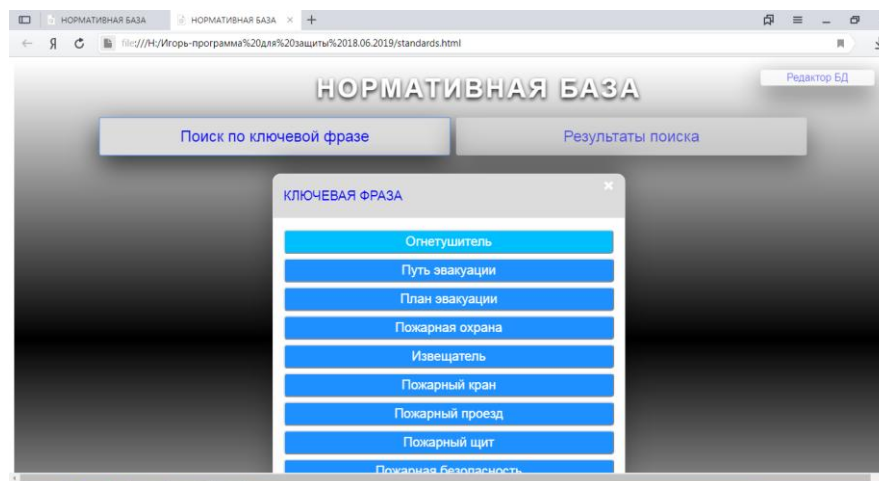 НОРМАТИВНАЯ БАЗА
НОРМАТИВНАЯ БАЗА × +
Я file:///H:/Игорь-программа%20для%20защиты%2018.06.2019/standards.html
НОРМАТИВНАЯ БАЗА
Редактор БД
Поиск по ключевой фразе
Результаты поиска
КЛЮЧЕВАЯ ФРАЗА
Огнетушитель
Путь эвакуации
План эвакуации
Пожарная охрана
Извещатель
Пожарный кран
Пожарный проезд
Пожарный щит
Пожарная безопасность